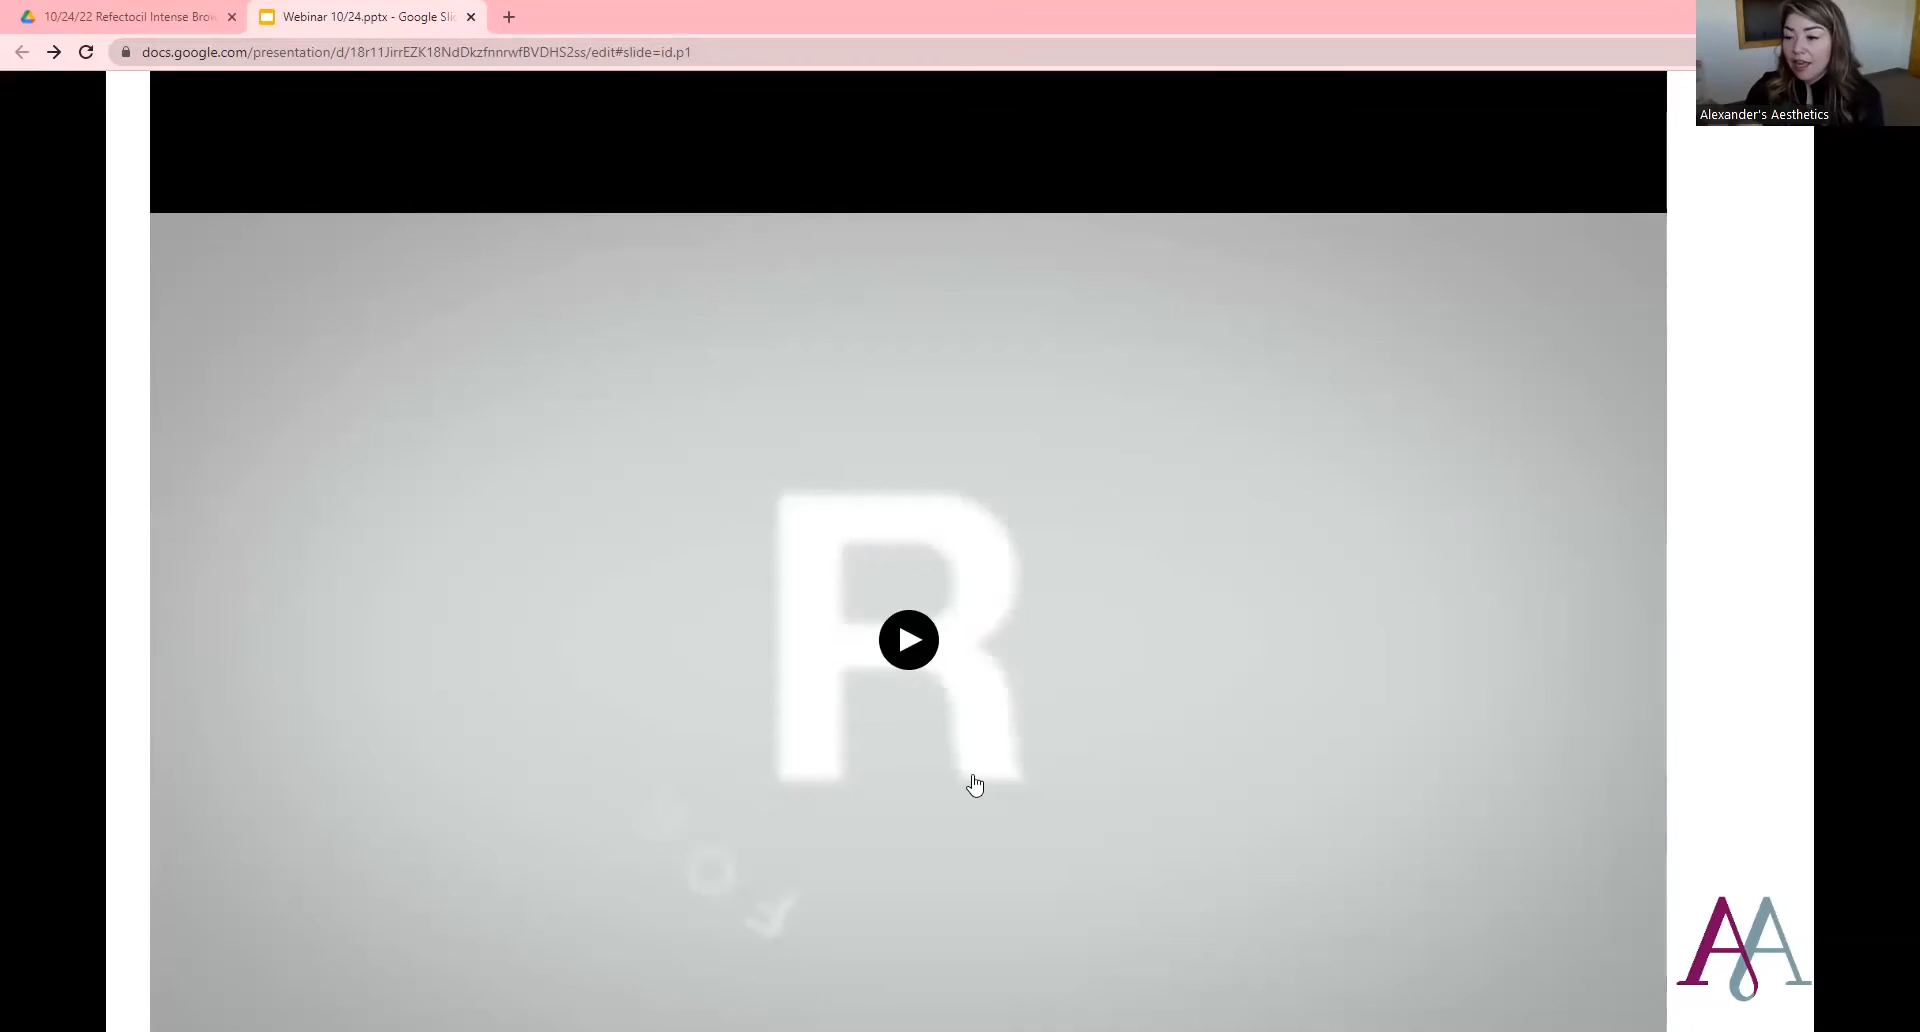 10/24/22 Refectocil Intense Brow
Webinar 10/24.pptx - Google Sli
docs.google.com/presentation/d/18r11JirrEZK18NdDkzfnnrwfBVDHS2ss/edit#slide=id.p1
Alexander's Aesthetics
R
O
F
AA